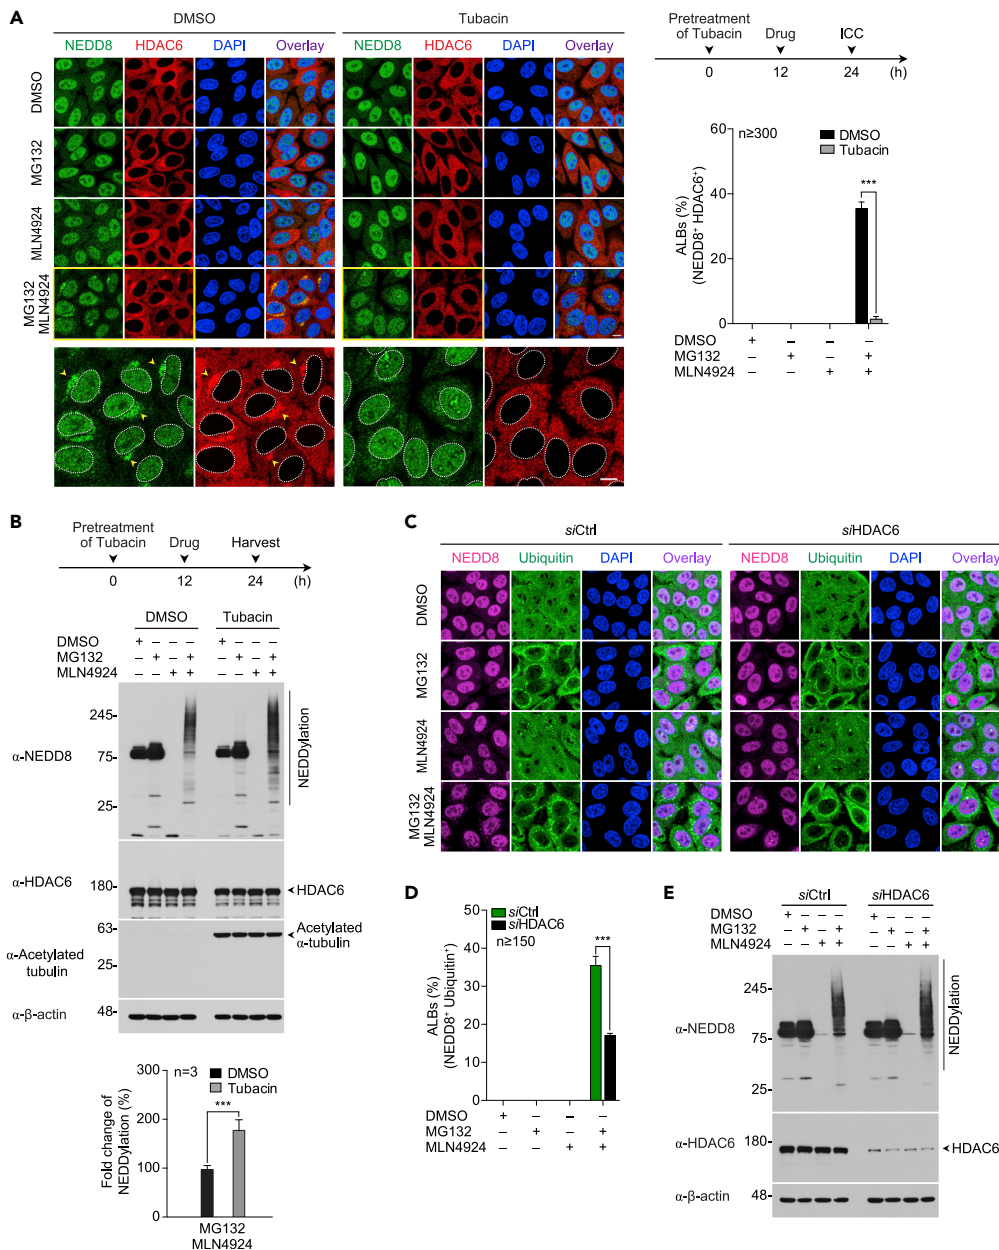 A
DMSO
Tubacin
NEDD8 HDAC6 DAPI Overlay
NEDD8 HDAC6 DAPI Overlay
DMSO
MG132
MLN4924
MG132
MLN4924
Pretreatment
of Tubacin Drug ICC
0 12 24 (h)
n≥300
DMSO
Tubacin
***
ALBs (%)
(NEDD8⁺ HDAC6⁺)
60
40
20
0
DMSO + – – –
MG132 – + – +
MLN4924 – – + +
B
Pretreatment
of Tubacin Drug Harvest
0 12 24 (h)
DMSO Tubacin
DMSO + – – – + – – –
MG132 – + – + – + – +
MLN4924 – – + + – – + +
α-NEDD8
245
75
25
NEDDylation
α-HDAC6
180
HDAC6
α-Acetylated
tubulin
63
25
Acetylated
α-tubulin
α-β-actin
48
n=3
DMSO
Tubacin
***
Fold change of
NEDDylation (%)
300
200
100
0
MG132
MLN4924
C
siCtrl
siHDAC6
NEDD8 Ubiquitin DAPI Overlay
NEDD8 Ubiquitin DAPI Overlay
DMSO
MG132
MLN4924
MG132
MLN4924
D
siCtrl
siHDAC6
n≥150
***
ALBs (%)
(NEDD8⁺ Ubiquitin⁺)
50
40
30
20
10
0
DMSO + – – –
MG132 – + – +
MLN4924 – – + +
E
siCtrl siHDAC6
DMSO + – – – + – – –
MG132 – + – + – + – +
MLN4924 – – + + – – + +
α-NEDD8
245
75
25
NEDDylation
α-HDAC6
180
HDAC6
α-β-actin
48